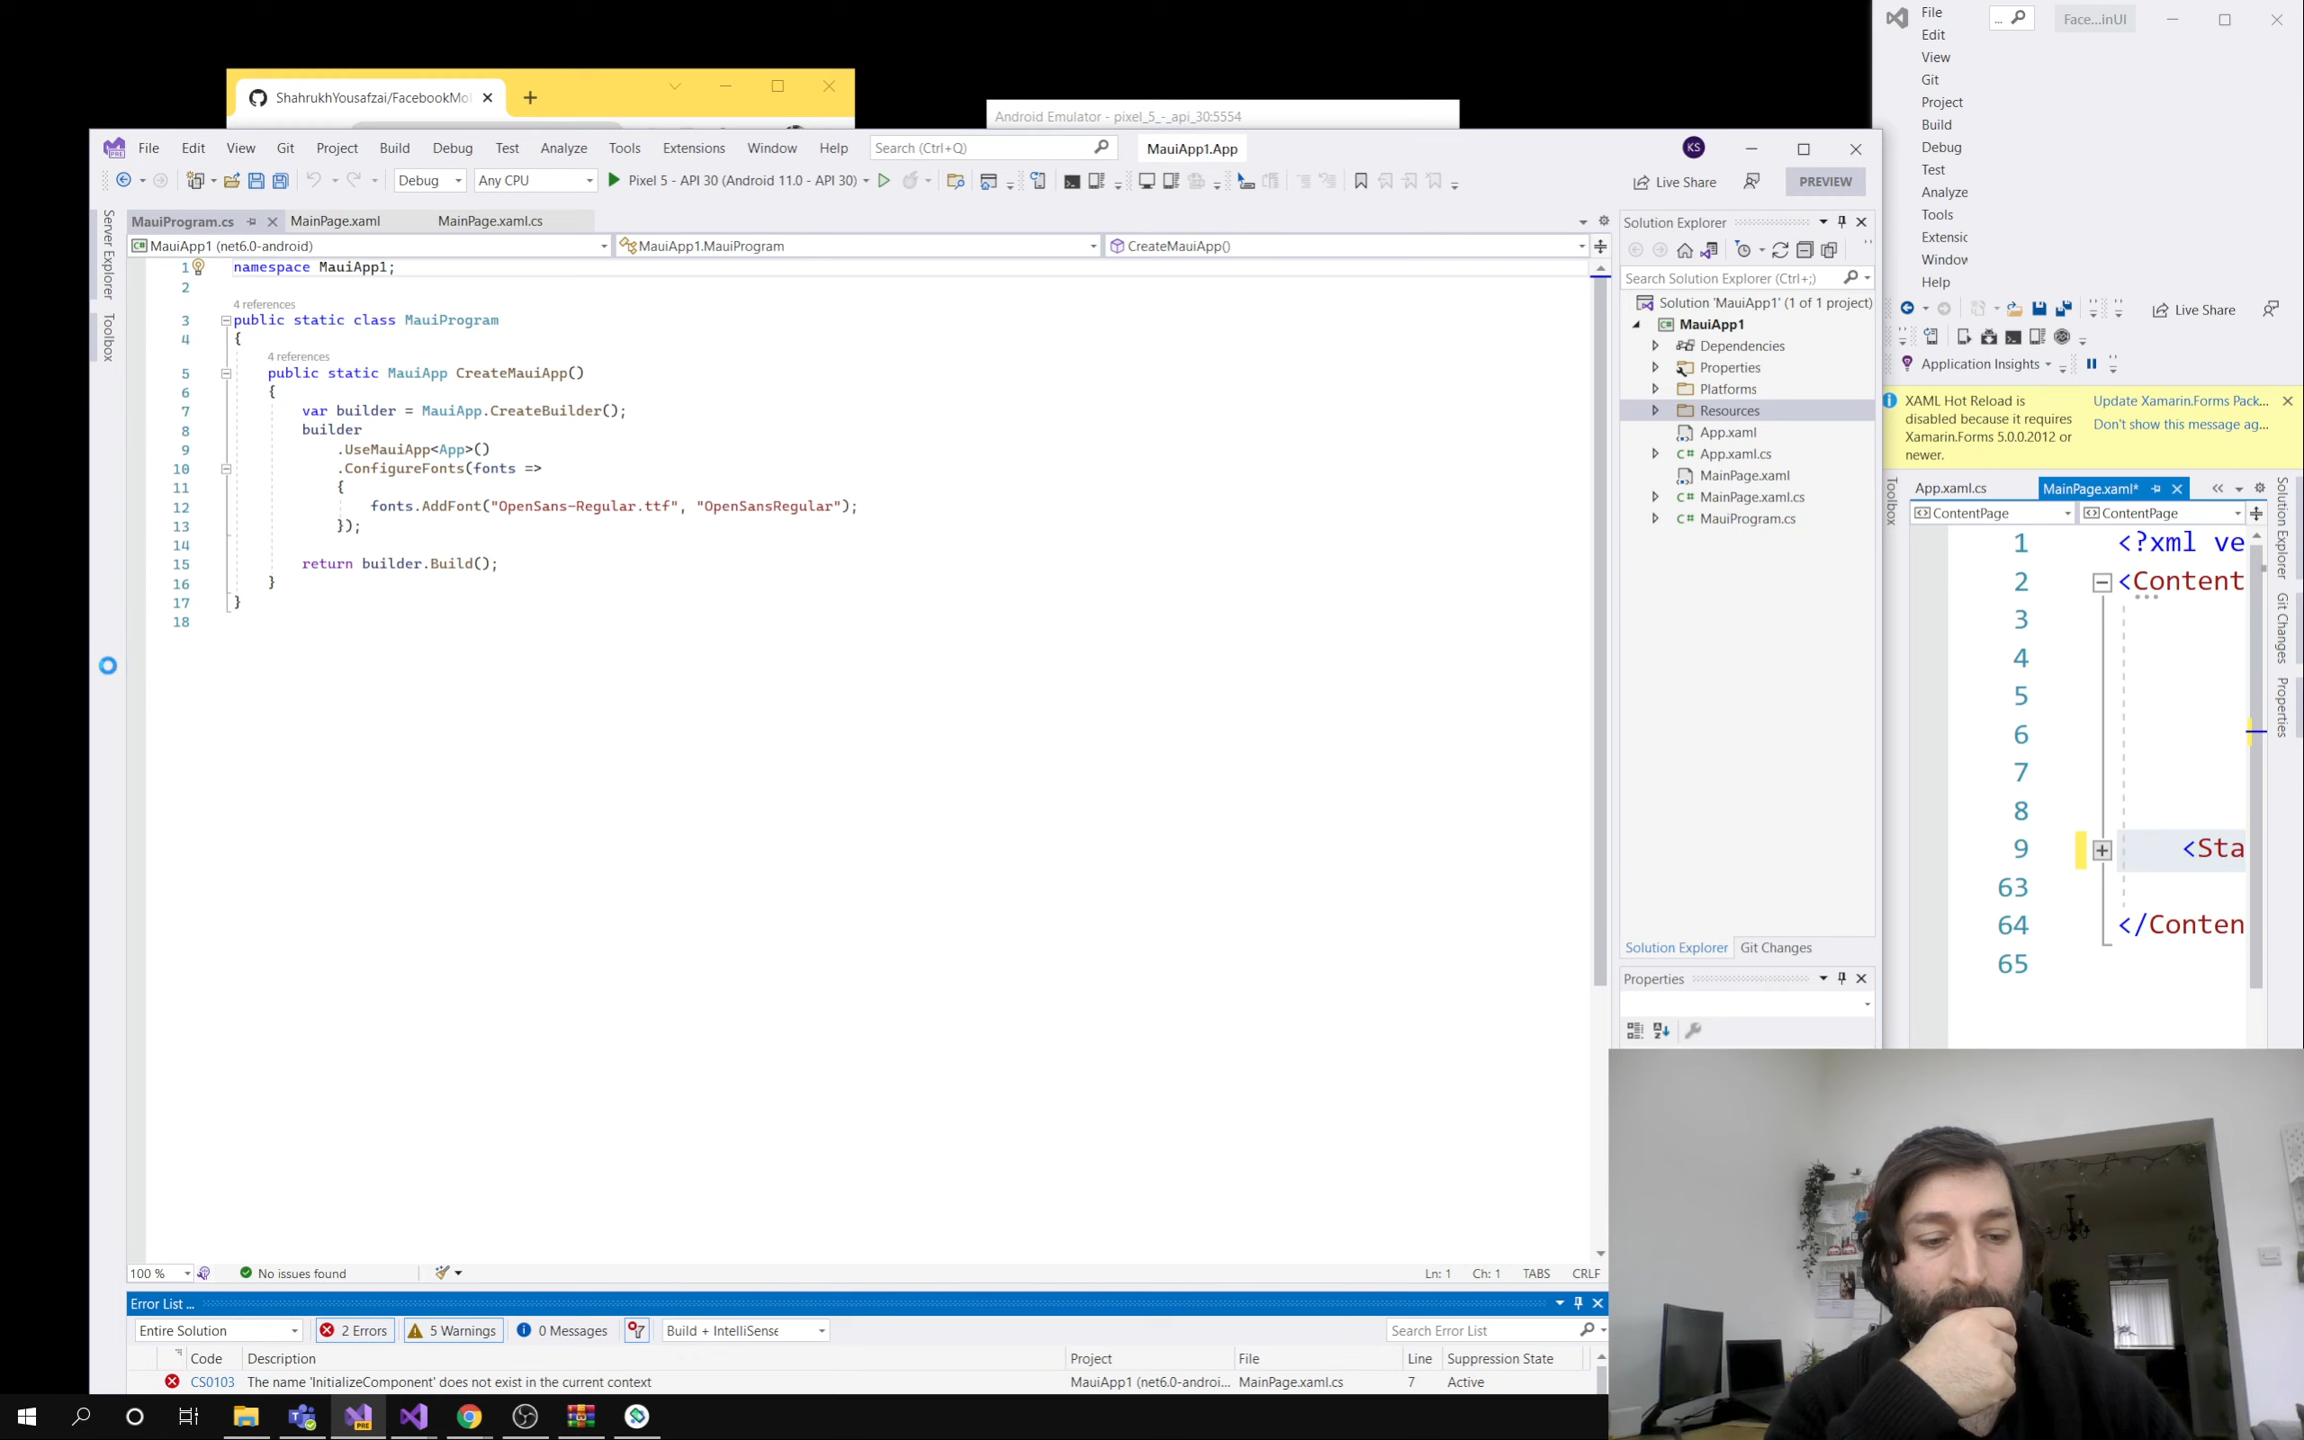 ShahrukhYousafzai/FacebookMo
Android Emulator - pixel_5_-_api_30:5554
File Edit View Git Project Build Debug Test Analyze Tools Extensions Window Help Search (Ctrl+Q) MauiApp1.App KS
Debug Any CPU Pixel 5 - API 30 (Android 11.0 - API 30) Live Share PREVIEW
Server Explorer
Toolbox
MauiProgram.cs MainPage.xaml MainPage.xaml.cs
MauiApp1 (net6.0-android) MauiApp1.MauiProgram CreateMauiApp()
1 namespace MauiApp1;
2
4 references
3 public static class MauiProgram
4 {
4 references
5 public static MauiApp CreateMauiApp()
6 {
7 var builder = MauiApp.CreateBuilder();
8 builder
9 .UseMauiApp<App>()
10 .ConfigureFonts(fonts =>
11 {
12 fonts.AddFont("OpenSans-Regular.ttf", "OpenSansRegular");
13 });
14
15 return builder.Build();
16 }
17 }
18
100 % No issues found Ln: 1 Ch: 1 TABS CRLF
Error List ...
Entire Solution 2 Errors 5 Warnings 0 Messages Build + IntelliSense Search Error List
Code Description Project File Line Suppression State
CS0103 The name 'InitializeComponent' does not exist in the current context MauiApp1 (net6.0-androi... MainPage.xaml.cs 7 Active
Solution Explorer
Search Solution Explorer (Ctrl+;)
Solution 'MauiApp1' (1 of 1 project)
MauiApp1
Dependencies
Properties
Platforms
Resources
App.xaml
C# App.xaml.cs
MainPage.xaml
C# MainPage.xaml.cs
C# MauiProgram.cs
Solution Explorer Git Changes
Properties
File
Edit
View
Git
Project
Build
Debug
Test
Analyze
Tools
Extensic
Window
Help
... Face...inUI
Live Share
Application Insights
XAML Hot Reload is
disabled because it requires
Xamarin.Forms 5.0.0.2012 or
newer.
Update Xamarin.Forms Pack...
Don't show this message ag...
Toolbox
App.xaml.cs MainPage.xaml*
ContentPage ContentPage
1 <?xml ve
2 <Content
3
4
5
6
7
8
9 <Sta
63
64 </Conten
65
Solution Explorer
Git Changes
Properties